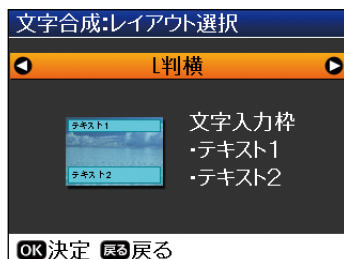 文字合成:レイアウト選択
L判横
テキスト1
テキスト2
文字入力枠
・テキスト1
・テキスト2
OK決定 戻る戻る